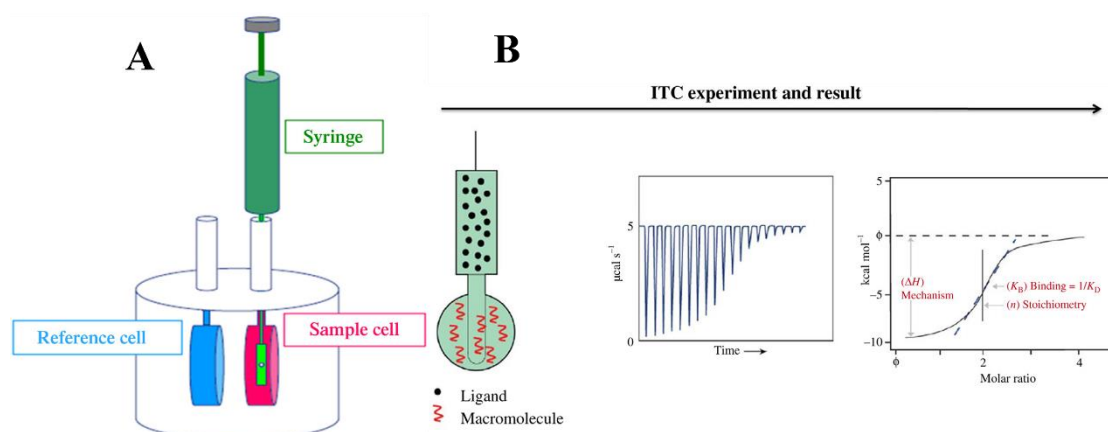 A
B
ITC experiment and result
Syringe
Reference cell
Sample cell
Ligand
Macromolecule
μcal s⁻¹
5
0
Time
kcal mol⁻¹
5
ϕ
−5
−10
(ΔH)
Mechanism
(K_B) Binding = 1/K_D
(n) Stoichiometry
ϕ
1
2
4
Molar ratio